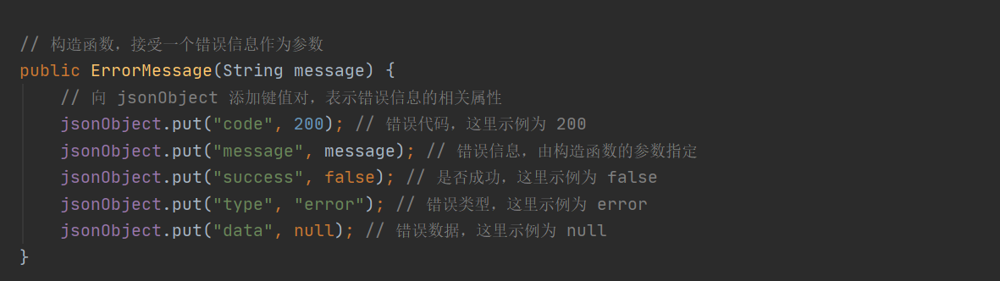 // 构造函数，接受一个错误信息作为参数
public ErrorMessage(String message) {
// 向 jsonObject 添加键值对，表示错误信息的相关属性
jsonObject.put("code", 200); // 错误代码，这里示例为 200
jsonObject.put("message", message); // 错误信息，由构造函数的参数指定
jsonObject.put("success", false); // 是否成功，这里示例为 false
jsonObject.put("type", "error"); // 错误类型，这里示例为 error
jsonObject.put("data", null); // 错误数据，这里示例为 null
}